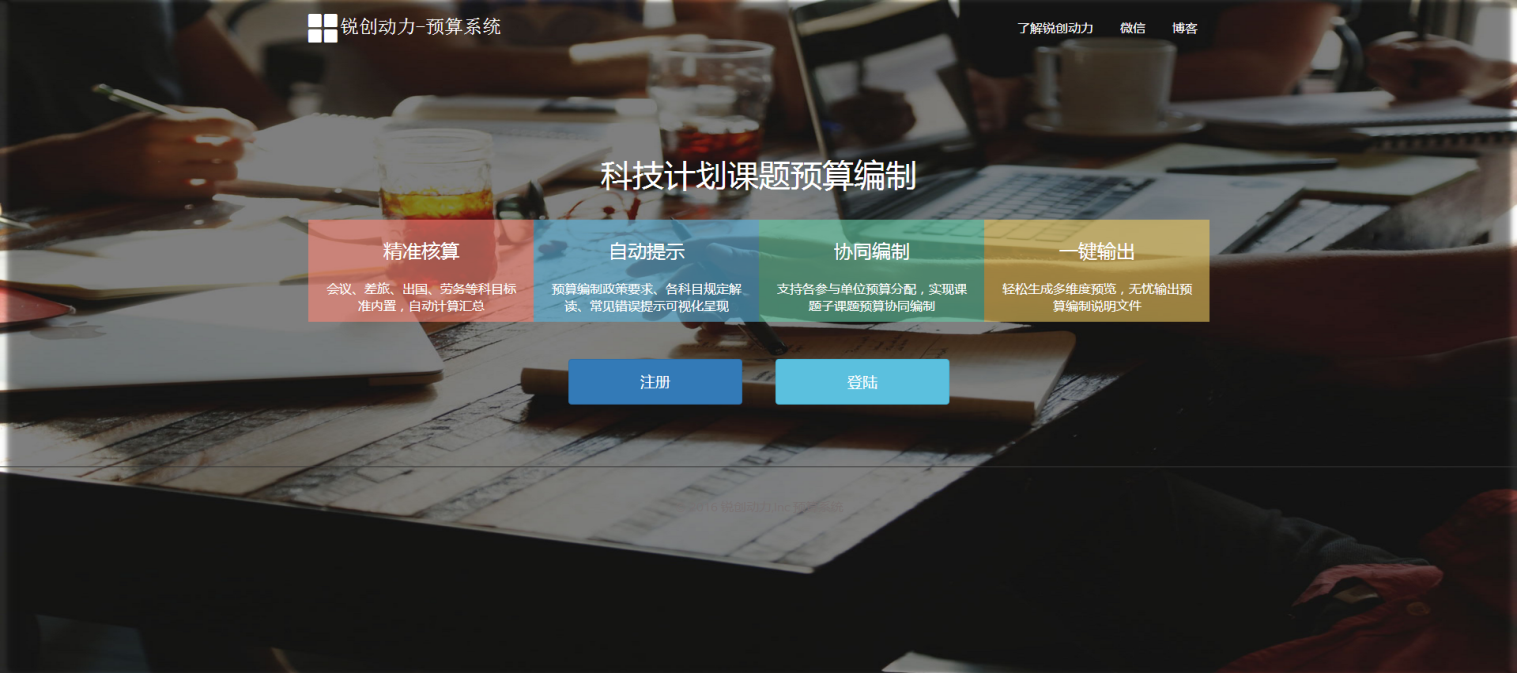 锐创动力-预算系统
了解锐创动力 微信 博客
科技计划课题预算编制
精准核算
会议、差旅、出国、劳务等科目标
准内置，自动计算汇总
自动提示
预算编制政策要求、各科目规定解
读、常见错误提示可视化呈现
协同编制
支持各参与单位预算分配，实现课
题子课题预算协同编制
一键输出
轻松生成多维度预览，无忧输出预
算编制说明文件
注册
登陆